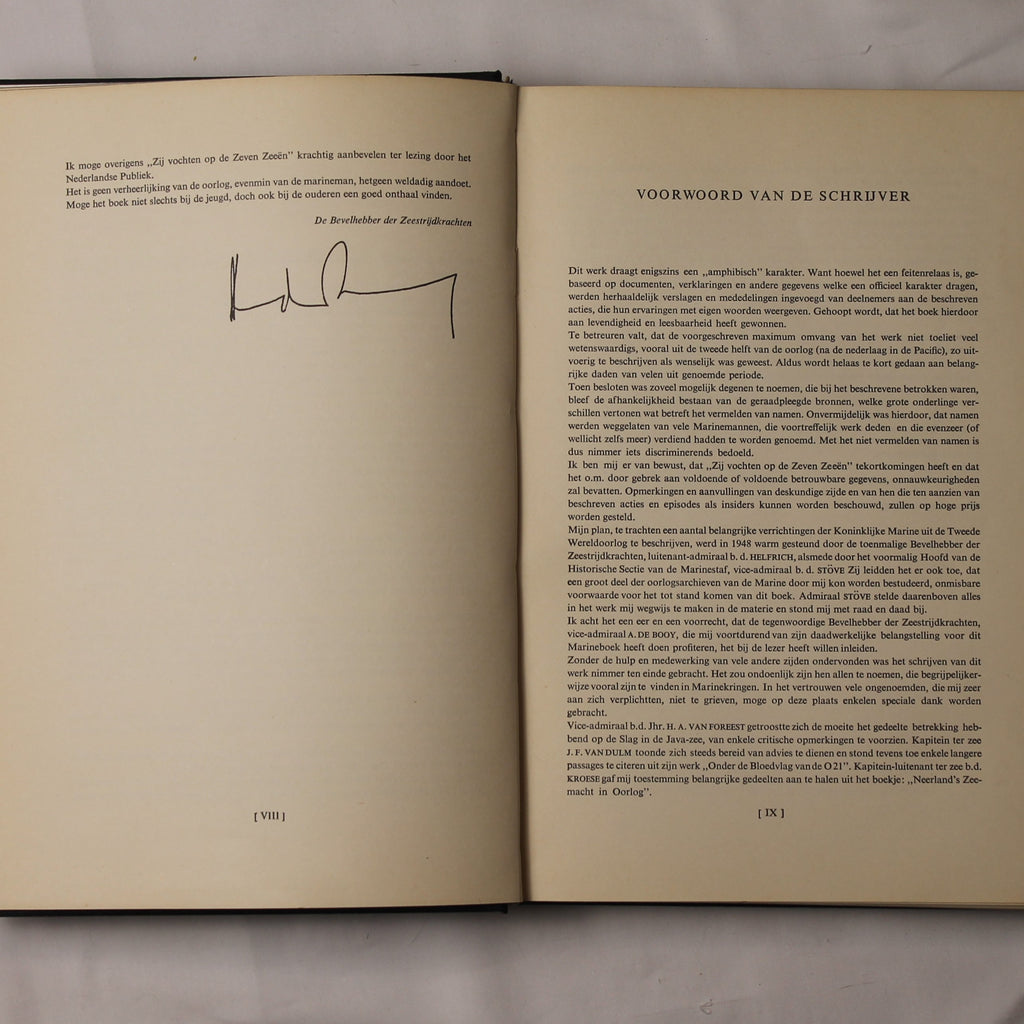 Ik moge overigens „Zij vochten op de Zeven Zeeën" krachtig aanbevelen ter lezing door het
Nederlandse Publiek.
Het is geen verheerlijking van de oorlog, evenmin van de marineman, hetgeen weldadig aandoet.
Moge het boek niet slechts bij de jeugd, doch ook bij de ouderen een goed onthaal vinden.
De Bevelhebber der Zeestrijdkrachten
[ VIII ]
VOORWOORD VAN DE SCHRIJVER
Dit werk draagt enigszins een „amphibisch" karakter. Want hoewel het een feitenrelaas is, ge-
baseerd op documenten, verklaringen en andere gegevens welke een officieel karakter dragen,
werden herhaaldelijk verslagen en mededelingen ingevoegd van deelnemers aan de beschreven
acties, die hun ervaringen met eigen woorden weergeven. Gehoopt wordt, dat het boek hierdoor
aan levendigheid en leesbaarheid heeft gewonnen.
Te betreuren valt, dat de voorgeschreven maximum omvang van het werk niet toeliet veel
wetenswaardigs, vooral uit de tweede helft van de oorlog (na de nederlaag in de Pacific), zo uit-
voerig te beschrijven als wenselijk was geweest. Aldus wordt helaas te kort gedaan aan belang-
rijke daden van velen uit genoemde periode.
Toen besloten was zoveel mogelijk degenen te noemen, die bij het beschrevene betrokken waren,
bleef de afhankelijkheid bestaan van de geraadpleegde bronnen, welke grote onderlinge ver-
schillen vertonen wat betreft het vermelden van namen. Onvermijdelijk was hierdoor, dat namen
werden weggelaten van vele Marinemannen, die voortreffelijk werk deden en die evenzeer (of
wellicht zelfs meer) verdiend hadden te worden genoemd. Met het niet vermelden van namen is
dus nimmer iets discriminerends bedoeld.
Ik ben mij er van bewust, dat „Zij vochten op de Zeven Zeeën" tekortkomingen heeft en dat
het o.m. door gebrek aan voldoende of voldoende betrouwbare gegevens, onnauwkeurigheden
zal bevatten. Opmerkingen en aanvullingen van deskundige zijde en van hen die ten aanzien van
beschreven acties en episodes als insiders kunnen worden beschouwd, zullen op hoge prijs
worden gesteld.
Mijn plan, te trachten een aantal belangrijke verrichtingen der Koninklijke Marine uit de Tweede
Wereldoorlog te beschrijven, werd in 1948 warm gesteund door de toenmalige Bevelhebber der
Zeestrijdkrachten, luitenant-admiraal b. d. HELFRICH, alsmede door het voormalig Hoofd van de
Historische Sectie van de Marinestaf, vice-admiraal b. d. STÖVE Zij leidden het er ook toe, dat
een groot deel der oorlogsarchieven van de Marine door mij kon worden bestudeerd, onmisbare
voorwaarde voor het tot stand komen van dit boek. Admiraal STÖVE stelde daarenboven alles
in het werk mij wegwijs te maken in de materie en stond mij met raad en daad bij.
Ik acht het een eer en een voorrecht, dat de tegenwoordige Bevelhebber der Zeestrijdkrachten,
vice-admiraal A. DE BOOY, die mij voortdurend van zijn daadwerkelijke belangstelling voor dit
Marineboek heeft doen profiteren, het bij de lezer heeft willen inleiden.
Zonder de hulp en medewerking van vele andere zijden ondervonden was het schrijven van dit
werk nimmer ten einde gebracht. Het zou ondoenlijk zijn hen allen te noemen, die begrijpelijker-
wijze vooral zijn te vinden in Marinekringen. In het vertrouwen vele ongenoemden, die mij zeer
aan zich verplichtten, niet te grieven, moge op deze plaats enkelen speciale dank worden
gebracht.
Vice-admiraal b.d. Jhr. H. A. VAN FOREEST getroostte zich de moeite het gedeelte betrekking heb-
bend op de Slag in de Java-zee, van enkele critische opmerkingen te voorzien. Kapitein ter zee
J. F. VAN DULM toonde zich steeds bereid van advies te dienen en stond tevens toe enkele langere
passages te citeren uit zijn werk „Onder de Bloedvlag van de O 21". Kapitein-luitenant ter zee b.d.
KROESE gaf mij toestemming belangrijke gedeelten aan te halen uit het boekje: „Neerland's Zee-
macht in Oorlog".
[ IX ]